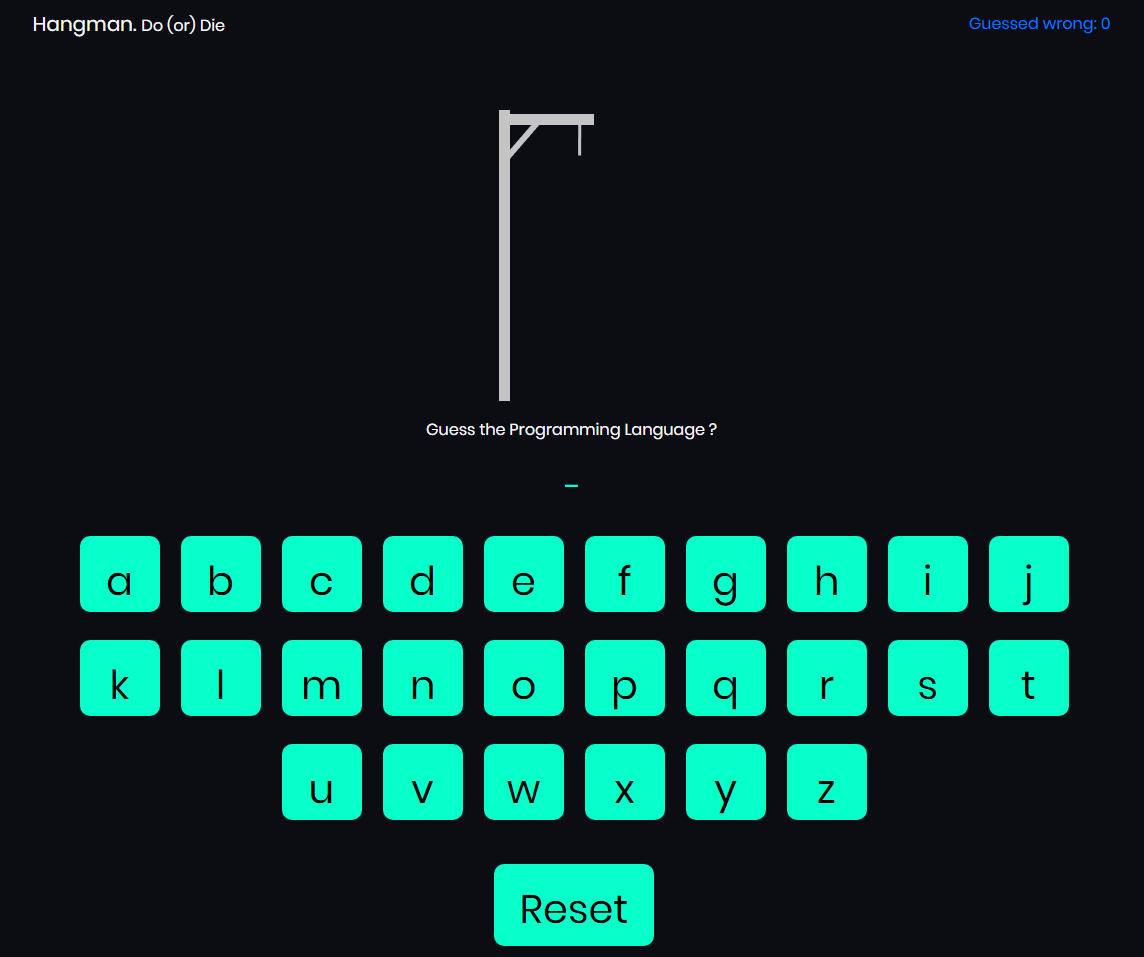 Hangman. Do (or) Die
Guessed wrong: 0
Guess the Programming Language ?
_
a b c d e f g h i j
k l m n o p q r s t
u v w x y z
Reset